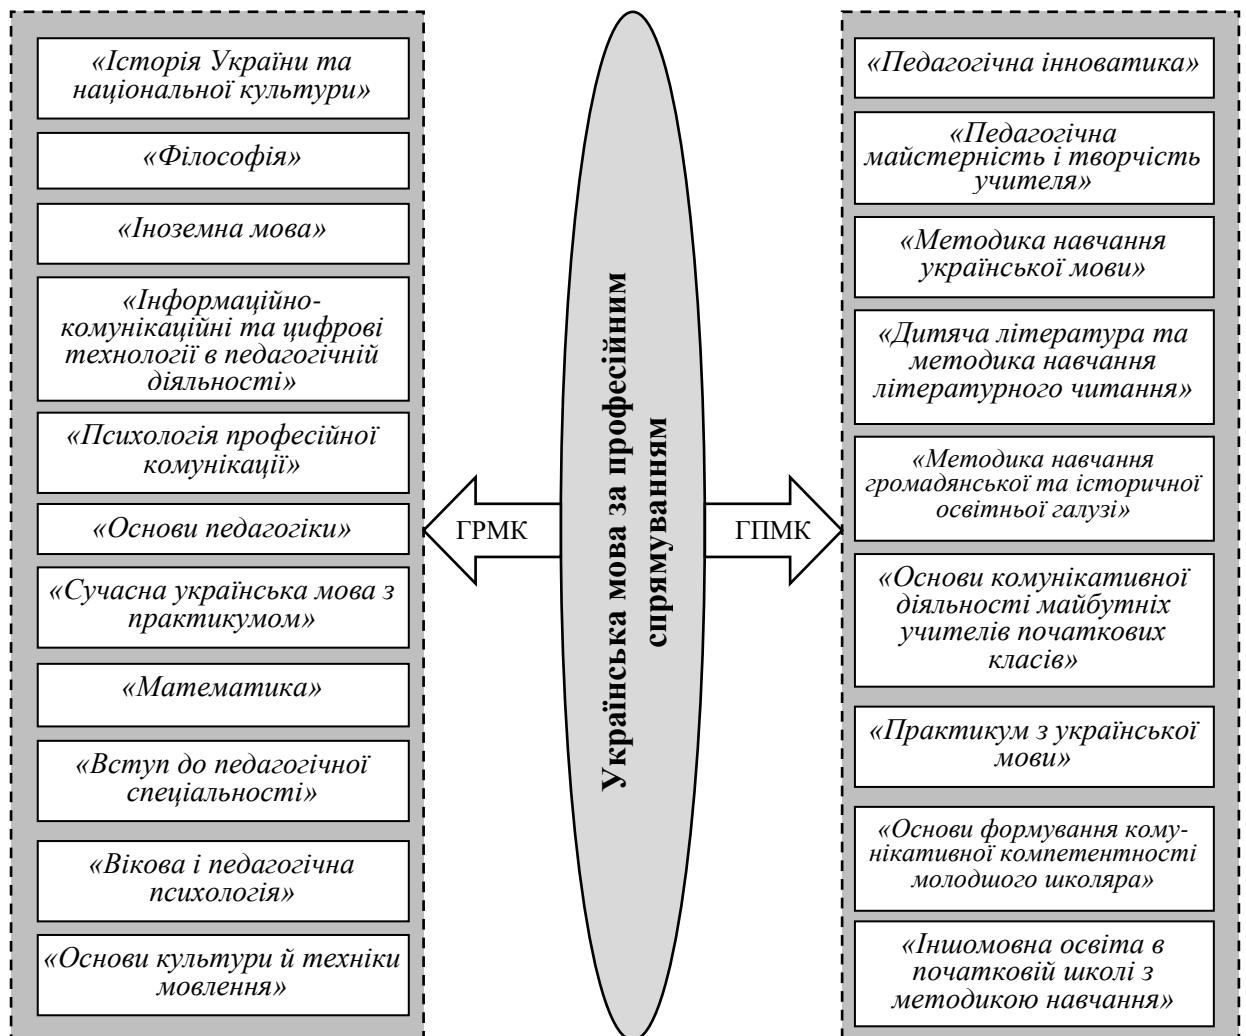 «Історія України та
національної культури»
«Філософія»
«Іноземна мова»
«Інформаційно-
комунікаційні та цифрові
технології в педагогічній
діяльності»
«Психологія професійної
комунікації»
«Основи педагогіки»
«Сучасна українська мова з
практикумом»
«Математика»
«Вступ до педагогічної
спеціальності»
«Вікова і педагогічна
психологія»
«Основи культури й техніки
мовлення»
ГРМК
Українська мова за професійним
спрямуванням
ГПМК
«Педагогічна інноватика»
«Педагогічна
майстерність і творчість
учителя»
«Методика навчання
української мови»
«Дитяча література та
методика навчання
літературного читання»
«Методика навчання
громадянської та історичної
освітньої галузі»
«Основи комунікативної
діяльності майбутніх
учителів початкових
класів»
«Практикум з української
мови»
«Основи формування кому-
нікативної компетентності
молодшого школяра»
«Іншомовна освіта в
початковій школі з
методикою навчання»